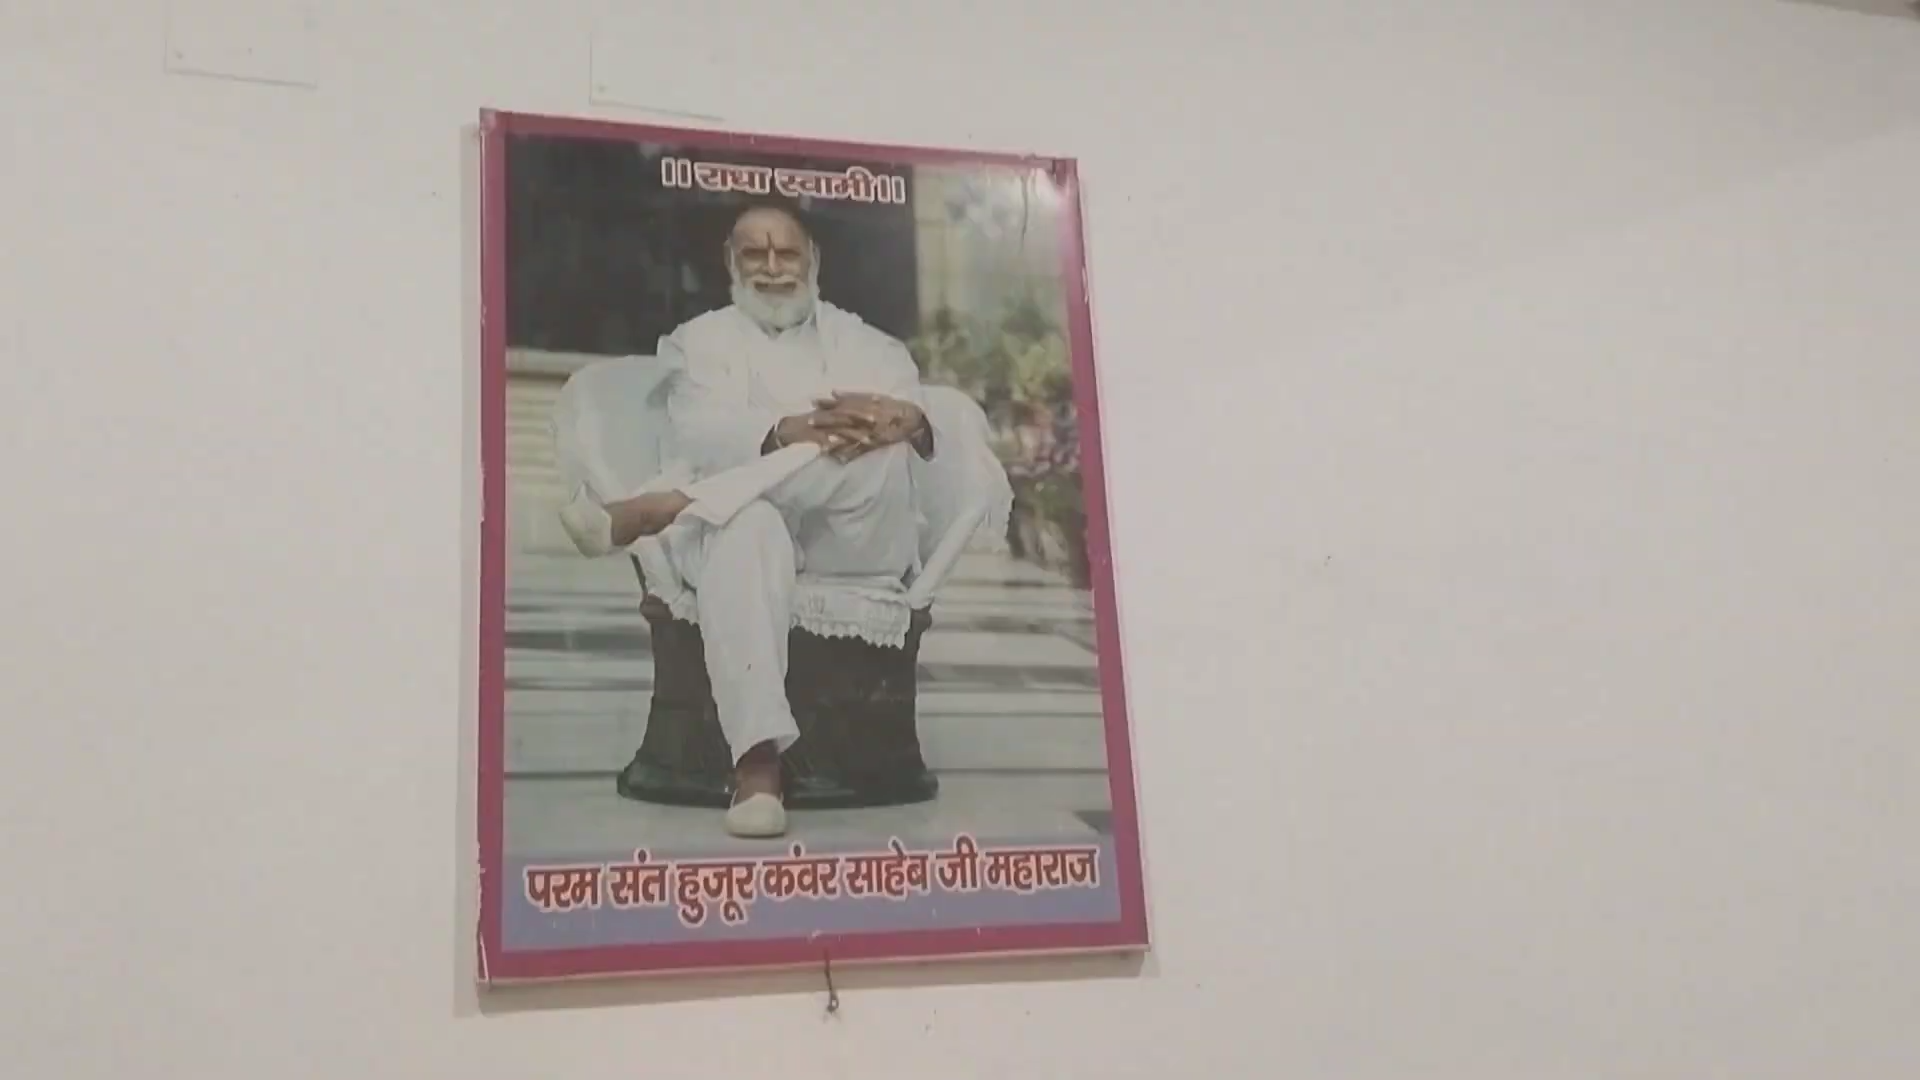 ॥राधा स्वामी॥
परम संत हुजूर कंवर साहेब जी महाराज